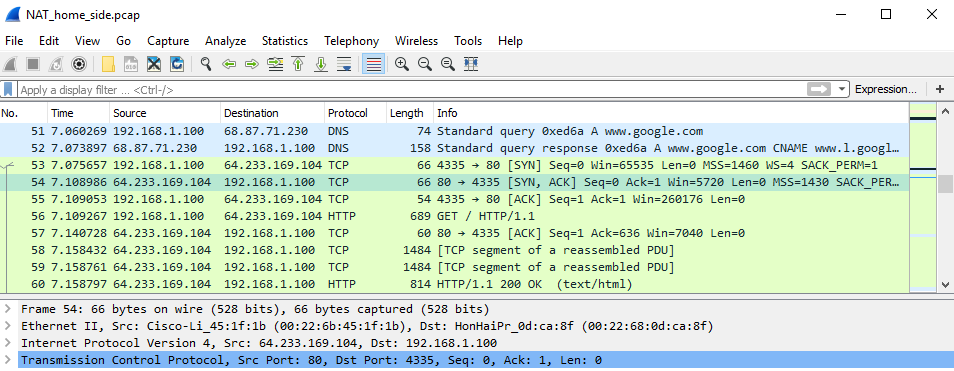 NAT_home_side.pcap
File Edit View Go Capture Analyze Statistics Telephony Wireless Tools Help
Apply a display filter ... <Ctrl-/> Expression... +
No. Time Source Destination Protocol Length Info
51 7.060269 192.168.1.100 68.87.71.230 DNS 74 Standard query 0xed6a A www.google.com
52 7.073897 68.87.71.230 192.168.1.100 DNS 158 Standard query response 0xed6a A www.google.com CNAME www.l.googl...
53 7.075657 192.168.1.100 64.233.169.104 TCP 66 4335 → 80 [SYN] Seq=0 Win=65535 Len=0 MSS=1460 WS=4 SACK_PERM=1
54 7.108986 64.233.169.104 192.168.1.100 TCP 66 80 → 4335 [SYN, ACK] Seq=0 Ack=1 Win=5720 Len=0 MSS=1430 SACK_PER...
55 7.109053 192.168.1.100 64.233.169.104 TCP 54 4335 → 80 [ACK] Seq=1 Ack=1 Win=260176 Len=0
56 7.109267 192.168.1.100 64.233.169.104 HTTP 689 GET / HTTP/1.1
57 7.140728 64.233.169.104 192.168.1.100 TCP 60 80 → 4335 [ACK] Seq=1 Ack=636 Win=7040 Len=0
58 7.158432 64.233.169.104 192.168.1.100 TCP 1484 [TCP segment of a reassembled PDU]
59 7.158761 64.233.169.104 192.168.1.100 TCP 1484 [TCP segment of a reassembled PDU]
60 7.158797 64.233.169.104 192.168.1.100 HTTP 814 HTTP/1.1 200 OK (text/html)
Frame 54: 66 bytes on wire (528 bits), 66 bytes captured (528 bits)
Ethernet II, Src: Cisco-Li_45:1f:1b (00:22:6b:45:1f:1b), Dst: HonHaiPr_0d:ca:8f (00:22:68:0d:ca:8f)
Internet Protocol Version 4, Src: 64.233.169.104, Dst: 192.168.1.100
Transmission Control Protocol, Src Port: 80, Dst Port: 4335, Seq: 0, Ack: 1, Len: 0